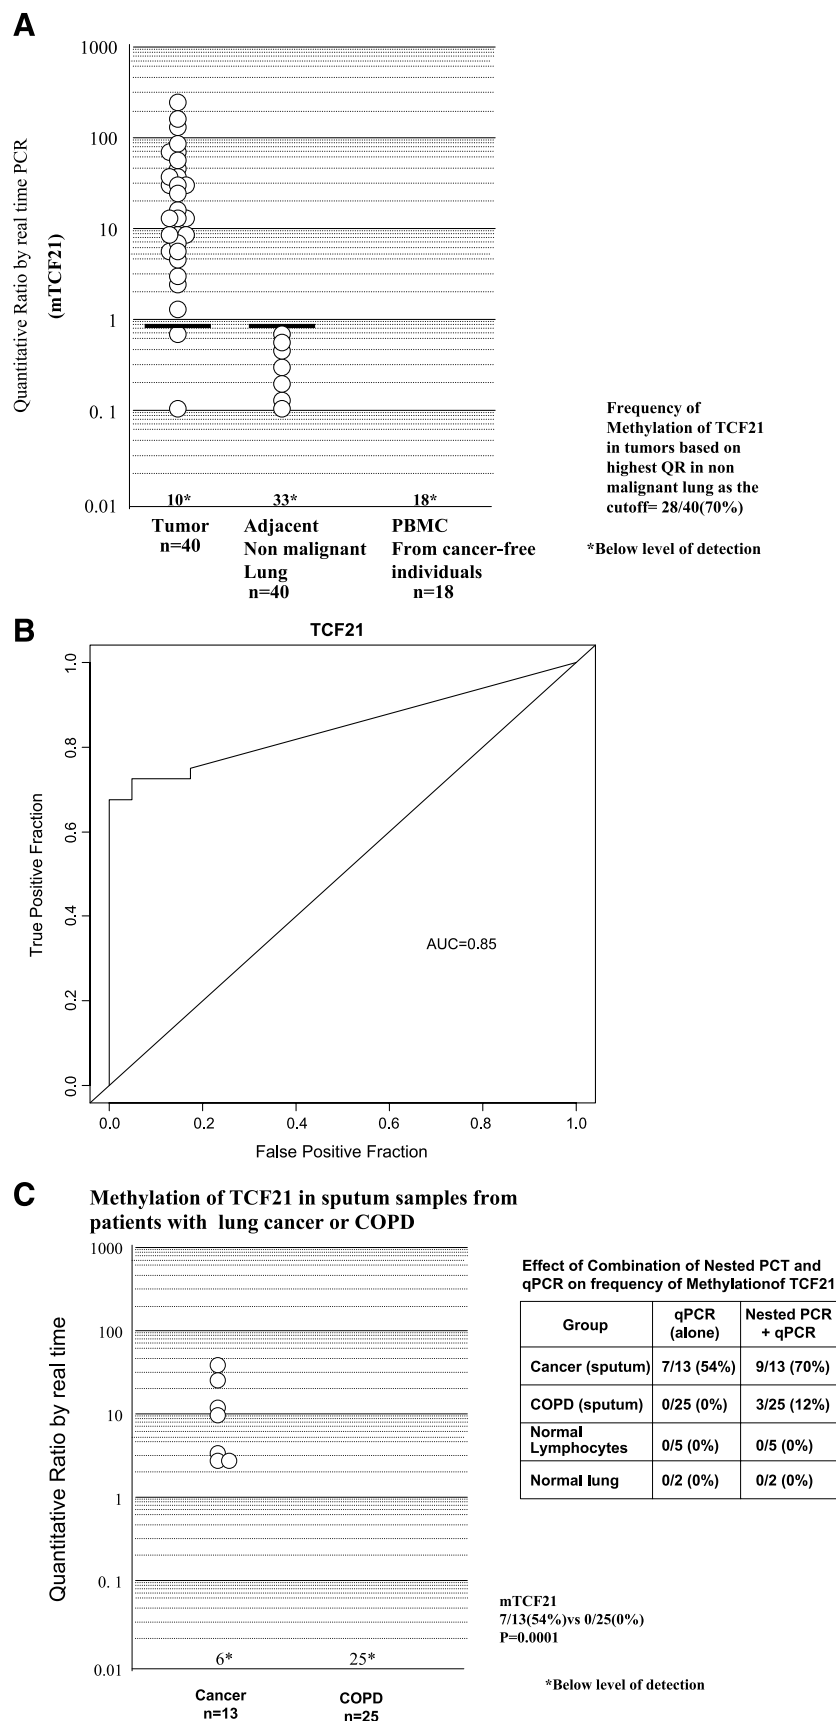 A
1000
100
10
1
0. 1
0.01
Quantitative Ratio by real time PCR
(mTCF21)
10*
33*
18*
Tumor
n=40
Adjacent
Non malignant
Lung
n=40
PBMC
From cancer-free
individuals
n=18
Frequency of
Methylation of TCF21
in tumors based on
highest QR in non
malignant lung as the
cutoff= 28/40(70%)
*Below level of detection
B
TCF21
1.0
0.8
0.6
0.4
0.2
0.0
True Positive Fraction
AUC=0.85
0.0 0.2 0.4 0.6 0.8 1.0
False Positive Fraction
C
Methylation of TCF21 in sputum samples from
patients with lung cancer or COPD
1000
100
10
1
0. 1
0.01
Quantitative Ratio by real time
6*
25*
Cancer
n=13
COPD
n=25
Effect of Combination of Nested PCT and
qPCR on frequency of Methylationof TCF21
Group
qPCR
(alone)
Nested PCR
+ qPCR
Cancer (sputum) 7/13 (54%) 9/13 (70%)
COPD (sputum) 0/25 (0%) 3/25 (12%)
Normal
Lymphocytes 0/5 (0%) 0/5 (0%)
Normal lung 0/2 (0%) 0/2 (0%)
mTCF21
7/13(54%)vs 0/25(0%)
P=0.0001
*Below level of detection